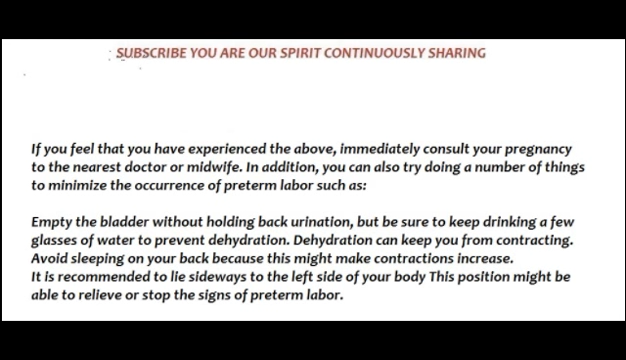 SUBSCRIBE YOU ARE OUR SPIRIT CONTINUOUSLY SHARING
If you feel that you have experienced the above, immediately consult your pregnancy
to the nearest doctor or midwife. In addition, you can also try doing a number of things
to minimize the occurrence of preterm labor such as:
Empty the bladder without holding back urination, but be sure to keep drinking a few
glasses of water to prevent dehydration. Dehydration can keep you from contracting.
Avoid sleeping on your back because this might make contractions increase.
It is recommended to lie sideways to the left side of your body This position might be
able to relieve or stop the signs of preterm labor.